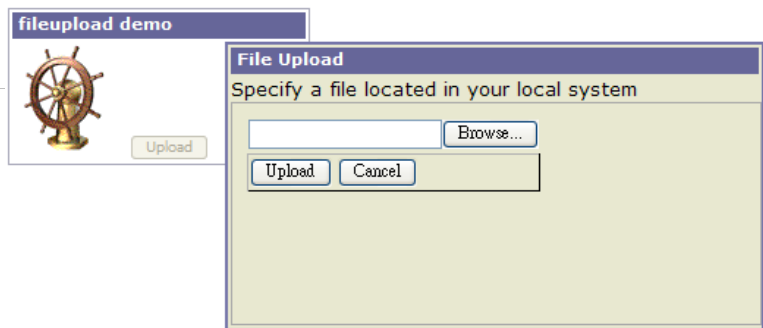 fileupload demo
Upload
File Upload
Specify a file located in your local system
Browse...
Upload Cancel